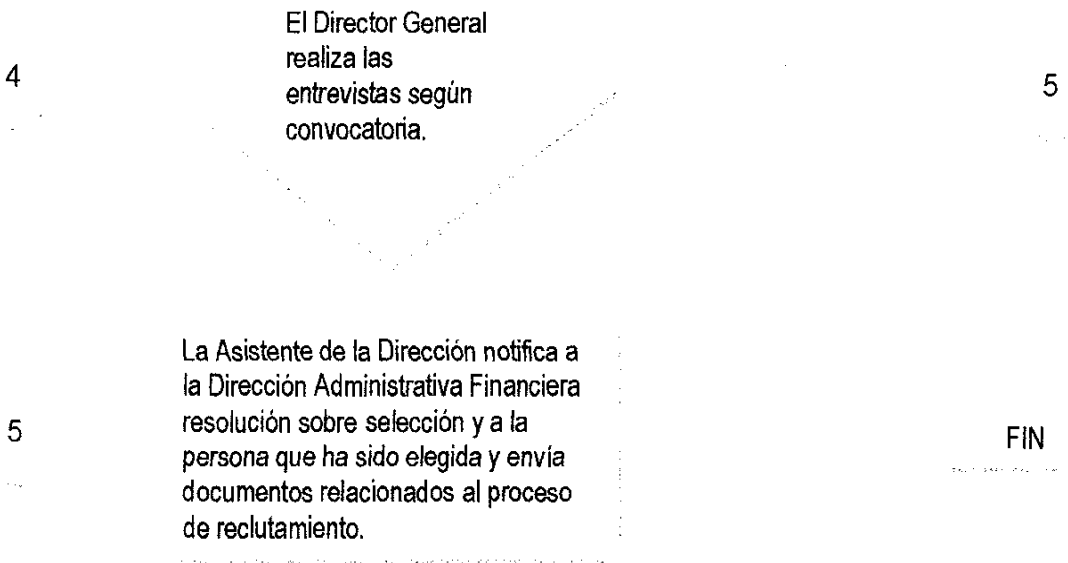 4
El Director General
realiza las
entrevistas según
convocatoria.
5
5
La Asistente de la Dirección notifica a
la Dirección Administrativa Financiera
resolución sobre selección y a la
persona que ha sido elegida y envía
documentos relacionados al proceso
de reclutamiento.
FIN